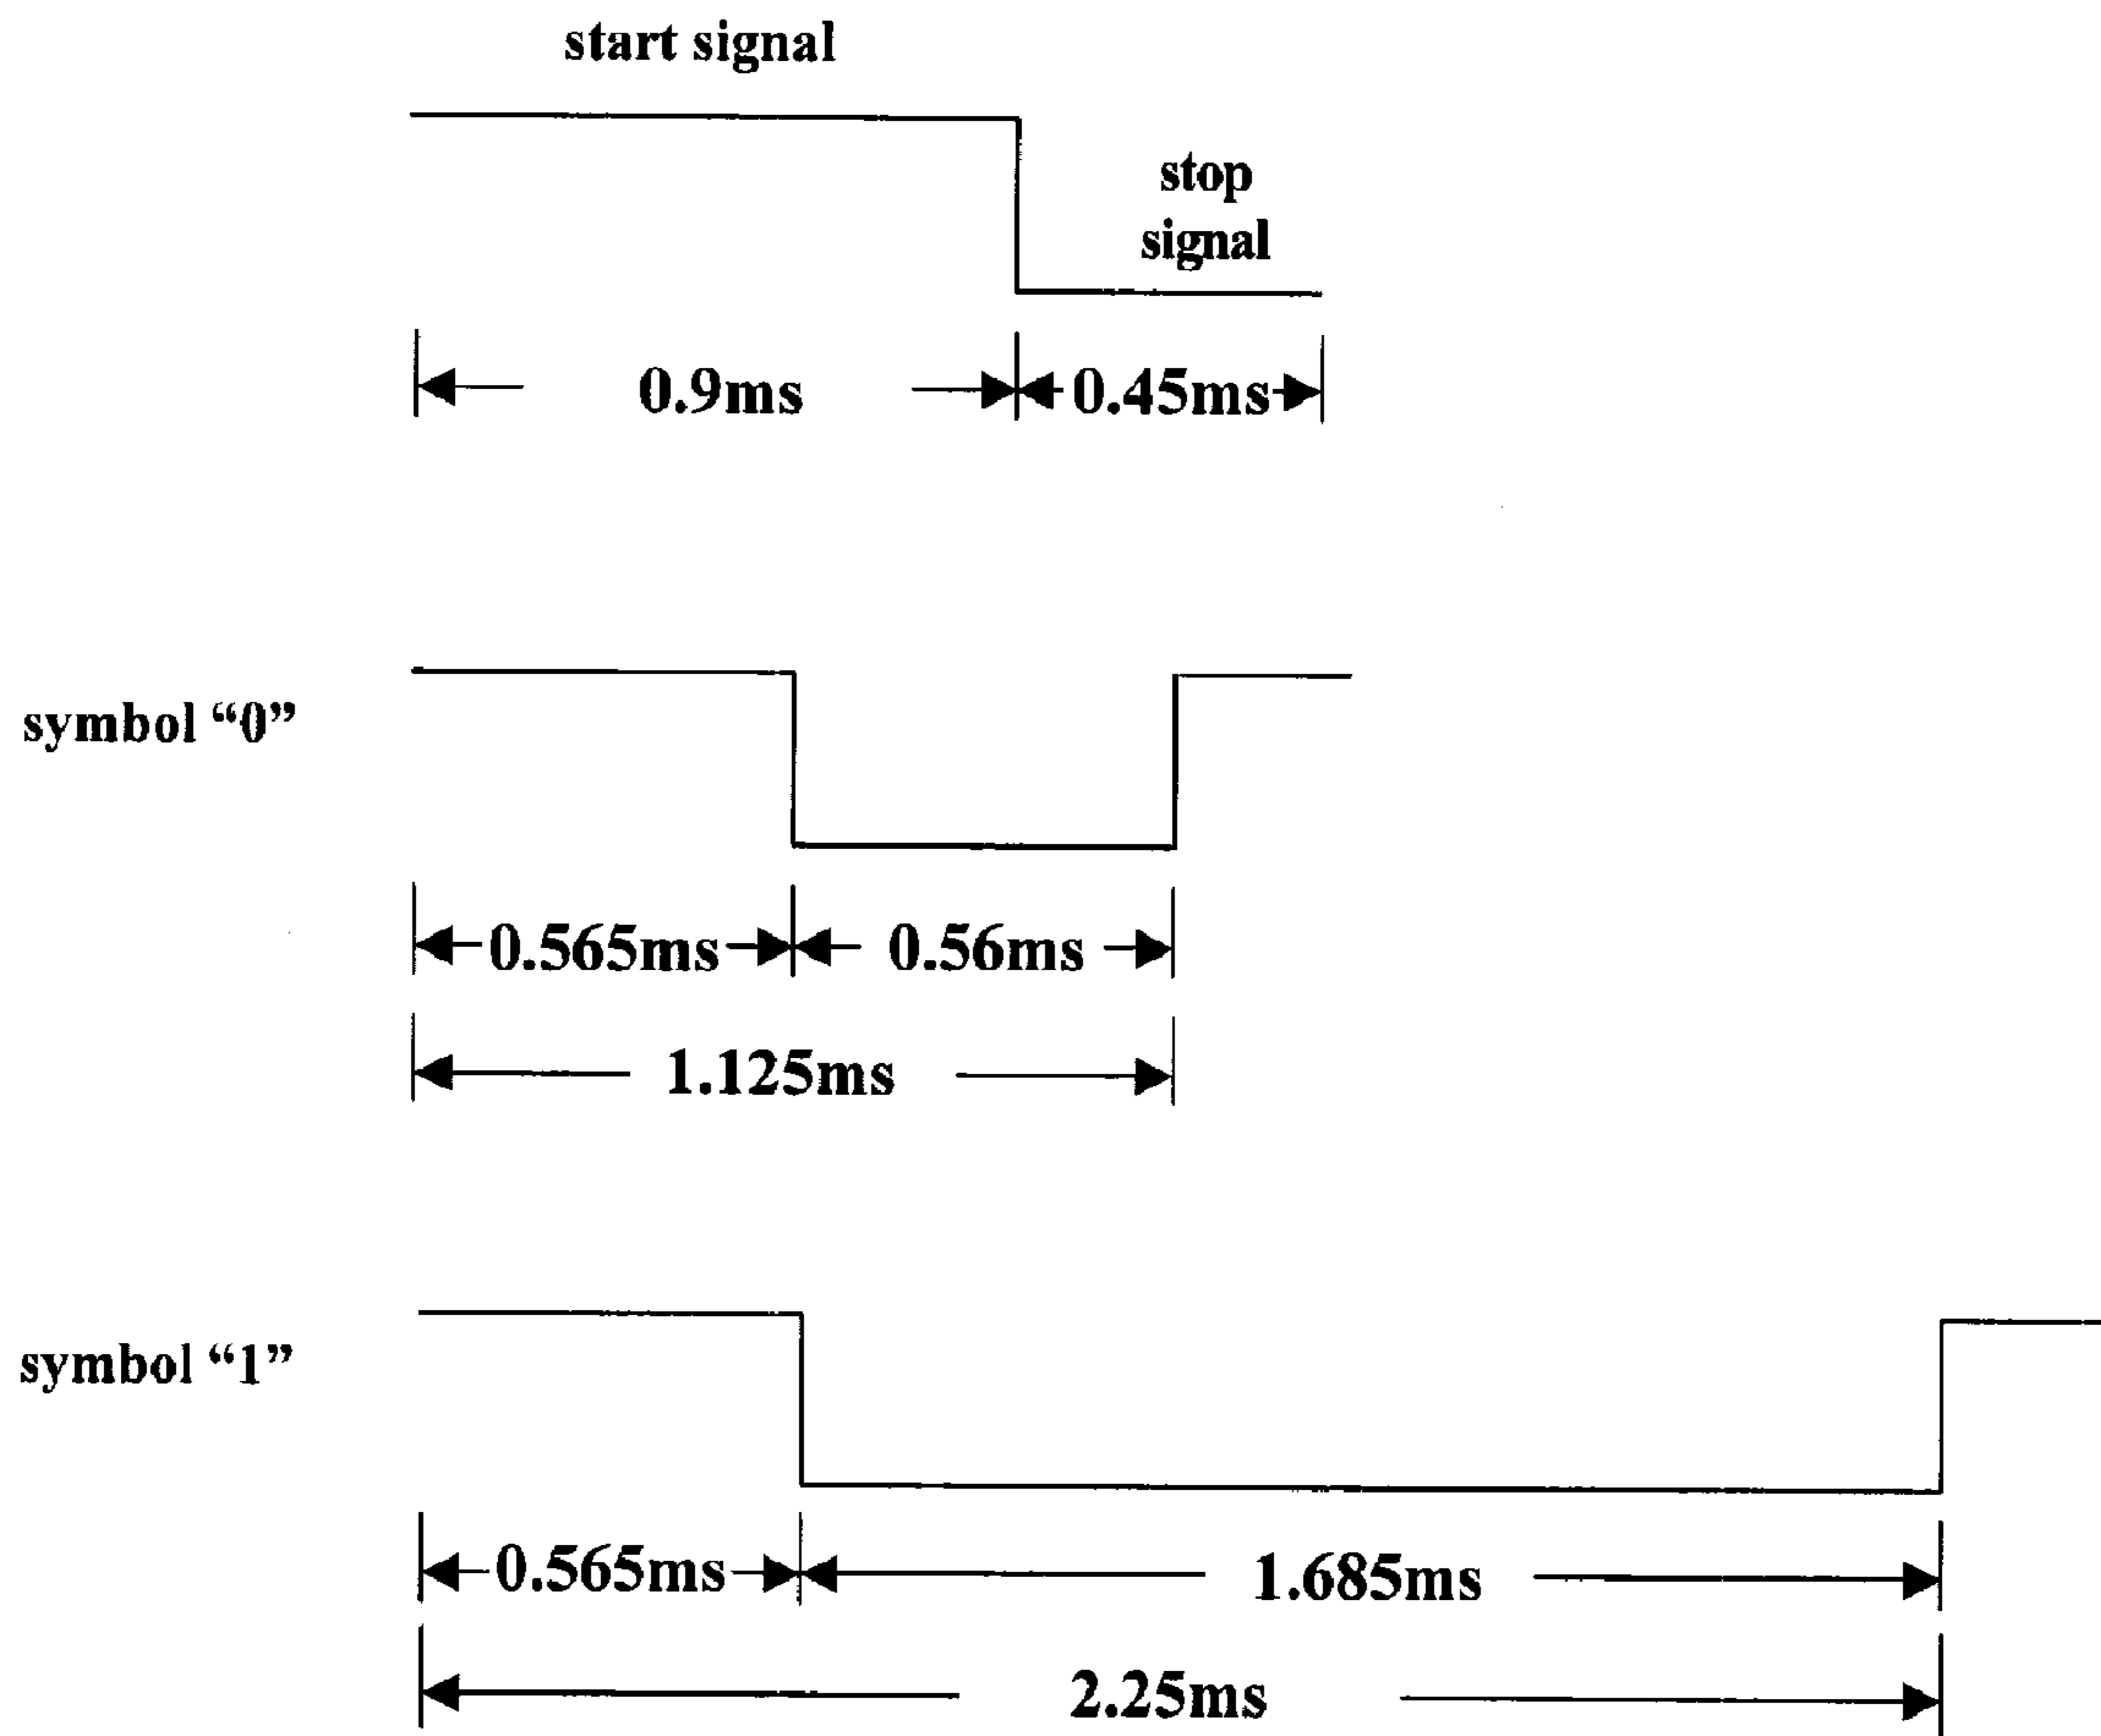 start signal
stop
signal
0.9ms 0.45ms
symbol “0”
0.565ms 0.56ms
1.125ms
symbol “1”
0.565ms 1.685ms
2.25ms